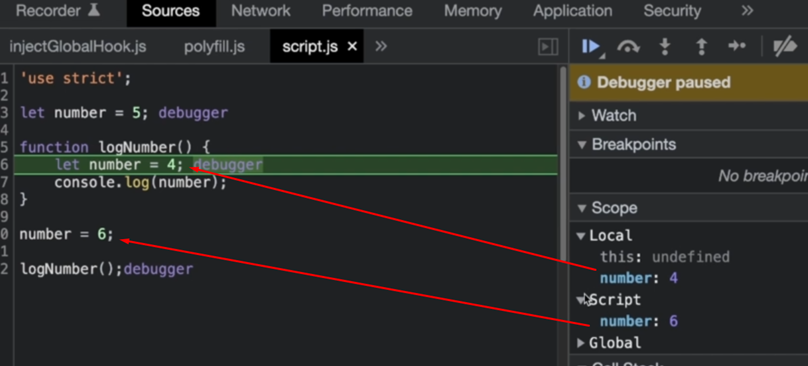 Recorder Sources Network Performance Memory Application Security »
injectGlobalHook.js polyfill.js script.js × »
1 'use strict';
2
3 let number = 5; debugger
4
5 function logNumber() {
6 let number = 4; debugger
7 console.log(number);
8 }
9
0 number = 6;
1
2 logNumber();debugger
Debugger paused
Watch
Breakpoints
No breakpoin
Scope
Local
this: undefined
number: 4
Script
number: 6
Global